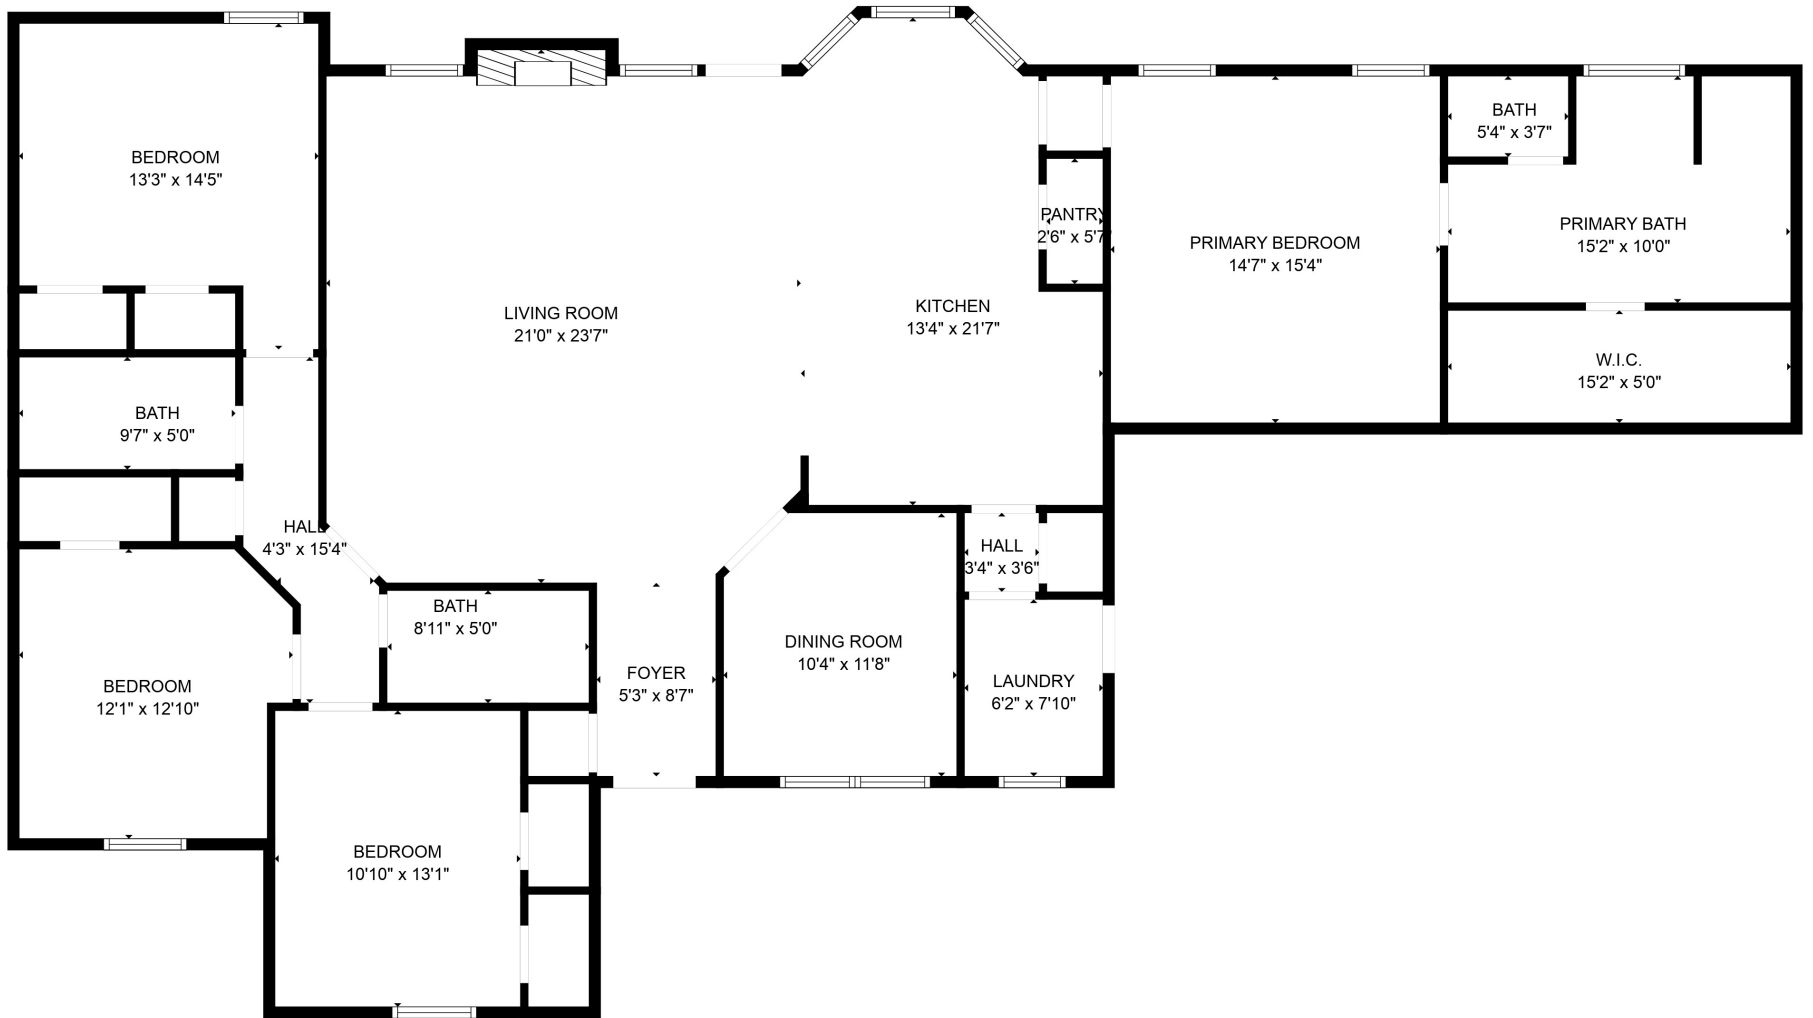 BEDROOM
13'3" x 14'5"
BATH
5'4" x 3'7"
PANTRY
2'6" x 5'7"
PRIMARY BEDROOM
14'7" x 15'4"
PRIMARY BATH
15'2" x 10'0"
LIVING ROOM
21'0" x 23'7"
KITCHEN
13'4" x 21'7"
W.I.C.
15'2" x 5'0"
BATH
9'7" x 5'0"
HALL
4'3" x 15'4"
HALL
3'4" x 3'6"
BATH
8'11" x 5'0"
DINING ROOM
10'4" x 11'8"
FOYER
5'3" x 8'7"
LAUNDRY
6'2" x 7'10"
BEDROOM
12'1" x 12'10"
BEDROOM
10'10" x 13'1"